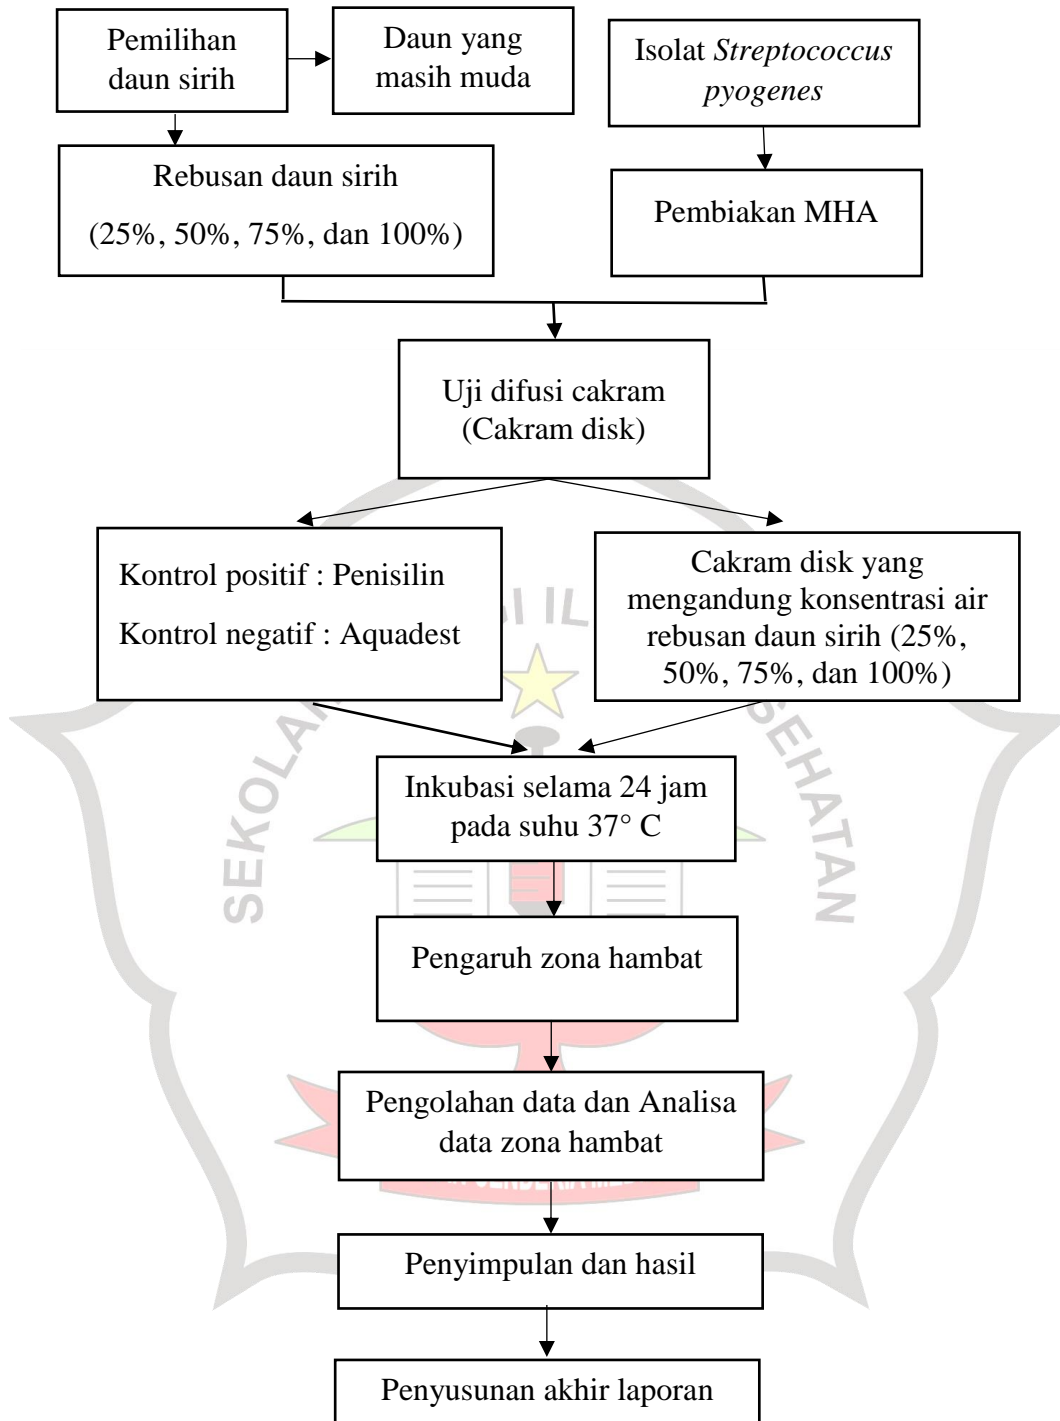 Pemilihan
daun sirih
Daun yang
masih muda
Isolat Streptococcus
pyogenes
Rebusan daun sirih
(25%, 50%, 75%, dan 100%)
Pembiakan MHA
Uji difusi cakram
(Cakram disk)
Kontrol positif : Penisilin
Kontrol negatif : Aquadest
Cakram disk yang
mengandung konsentrasi air
rebusan daun sirih (25%,
50%, 75%, dan 100%)
Inkubasi selama 24 jam
pada suhu 37° C
Pengaruh zona hambat
Pengolahan data dan Analisa
data zona hambat
Penyimpulan dan hasil
Penyusunan akhir laporan
SEHATAN